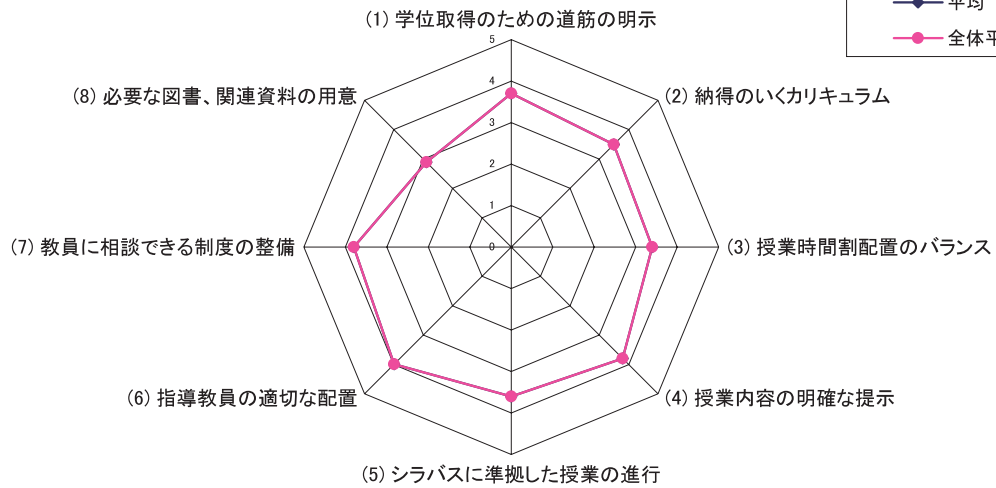 (1) 学位取得のための道筋の明示
平均
全体平
5
(8) 必要な図書、関連資料の用意
(2) 納得のいくカリキュラム
4
3
2
1
(7) 教員に相談できる制度の整備
0
(3) 授業時間割配置のバランス
(6) 指導教員の適切な配置
(4) 授業内容の明確な提示
(5) シラバスに準拠した授業の進行